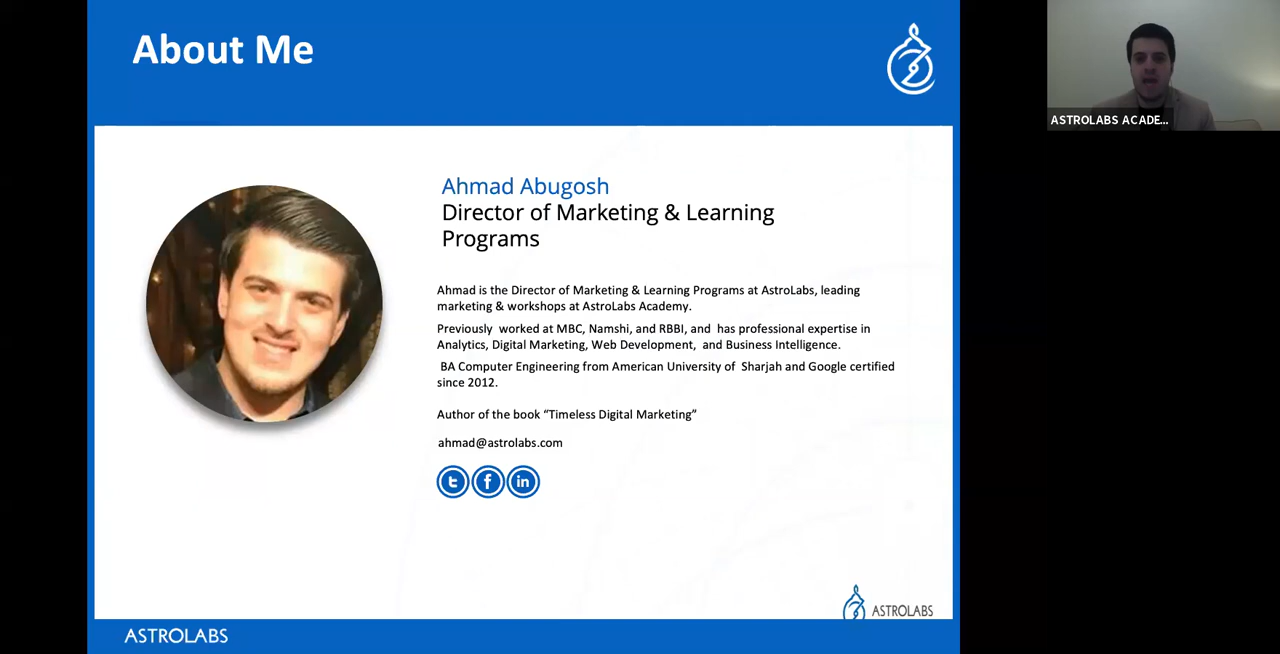 About Me
ASTROLABS ACADE...
Ahmad Abugosh
Director of Marketing & Learning
Programs
Ahmad is the Director of Marketing & Learning Programs at AstroLabs, leading
marketing & workshops at AstroLabs Academy.
Previously worked at MBC, Namshi, and RBBI, and has professional expertise in
Analytics, Digital Marketing, Web Development, and Business Intelligence.
BA Computer Engineering from American University of Sharjah and Google certified
since 2012.
Author of the book “Timeless Digital Marketing”
ahmad@astrolabs.com
t f in
ASTROLABS
ASTROLABS